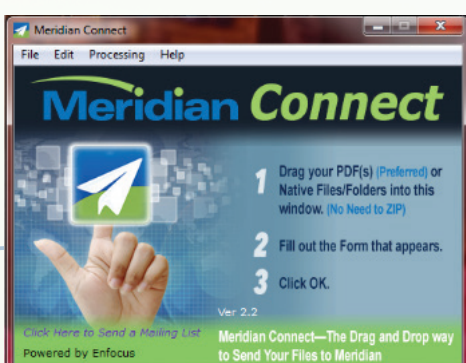 Meridian Connect
File Edit Processing Help
Meridian Connect
1 Drag your PDF(s) (Preferred) or
Native Files/Folders into this
window. (No Need to ZIP)
2 Fill out the Form that appears.
3 Click OK.
Ver 2.2
Click Here to Send a Mailing List
Powered by Enfocus
Meridian Connect—The Drag and Drop way
to Send Your Files to Meridian